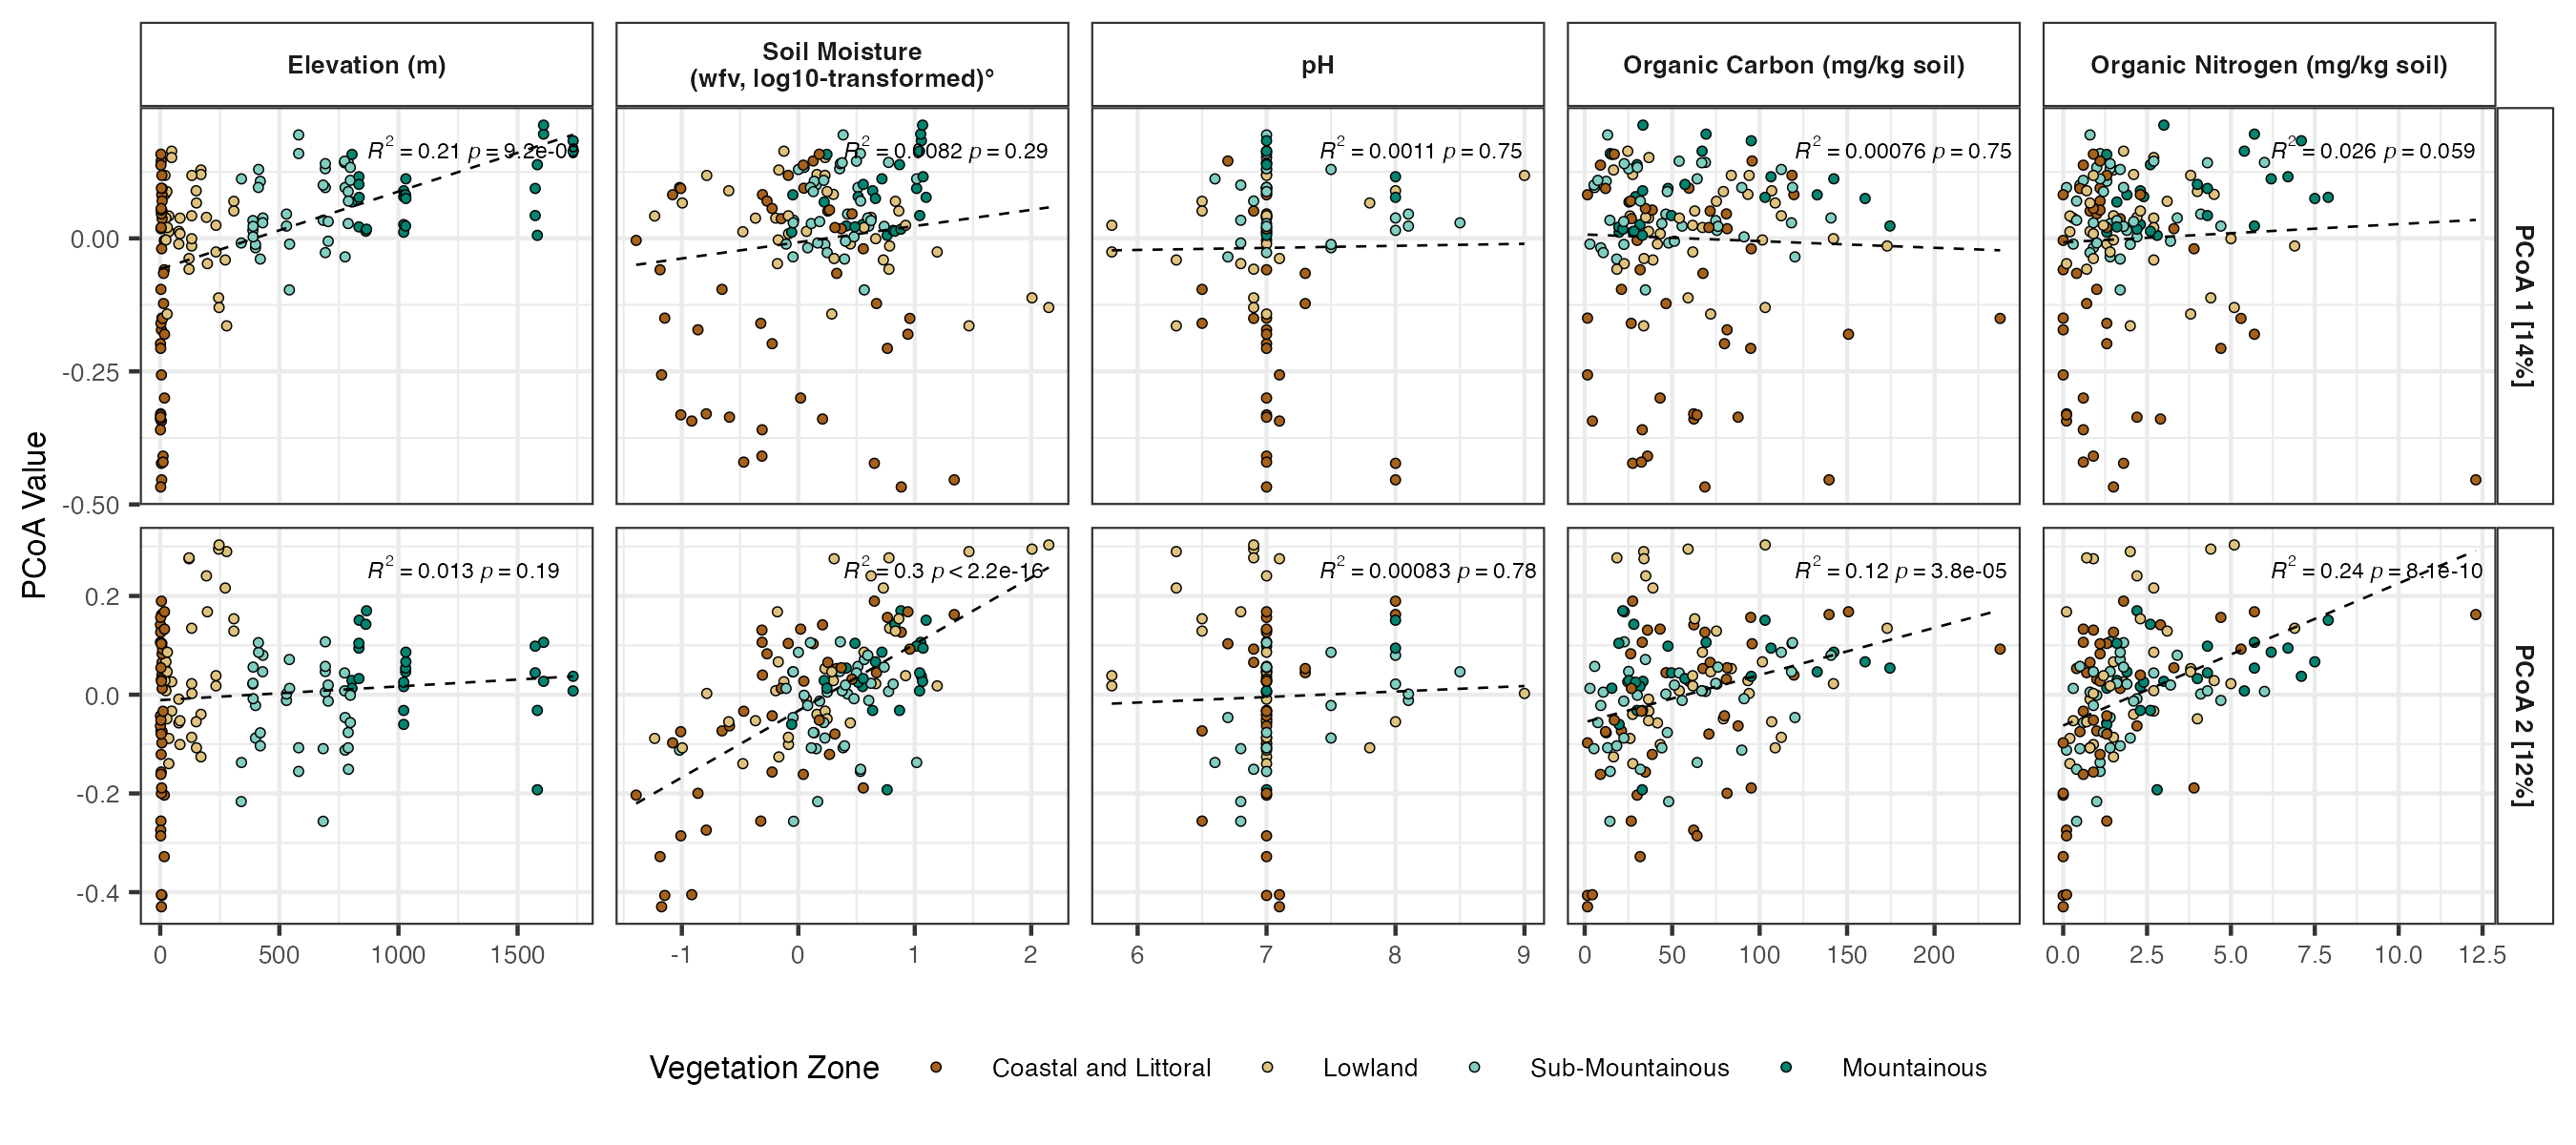 Elevation (m)
Soil Moisture
(wfv, log10-transformed)°
pH
Organic Carbon (mg/kg soil)
Organic Nitrogen (mg/kg soil)
PCoA Value
0.00
-0.25
-0.50
R² = 0.21 p = 9.2e-0
R² = 0.0082 p = 0.29
R² = 0.0011 p = 0.75
R² = 0.00076 p = 0.75
R² = 0.026 p = 0.059
PCoA 1 [14%]
0.2
0.0
-0.2
-0.4
R² = 0.013 p = 0.19
R² = 0.3 p < 2.2e-16
R² = 0.00083 p = 0.78
R² = 0.12 p = 3.8e-05
R² = 0.24 p = 8.1e-10
PCoA 2 [12%]
0 500 1000 1500
-1 0 1 2
6 7 8 9
0 50 100 150 200
0.0 2.5 5.0 7.5 10.0 12.5
Vegetation Zone Coastal and Littoral Lowland Sub-Mountainous Mountainous